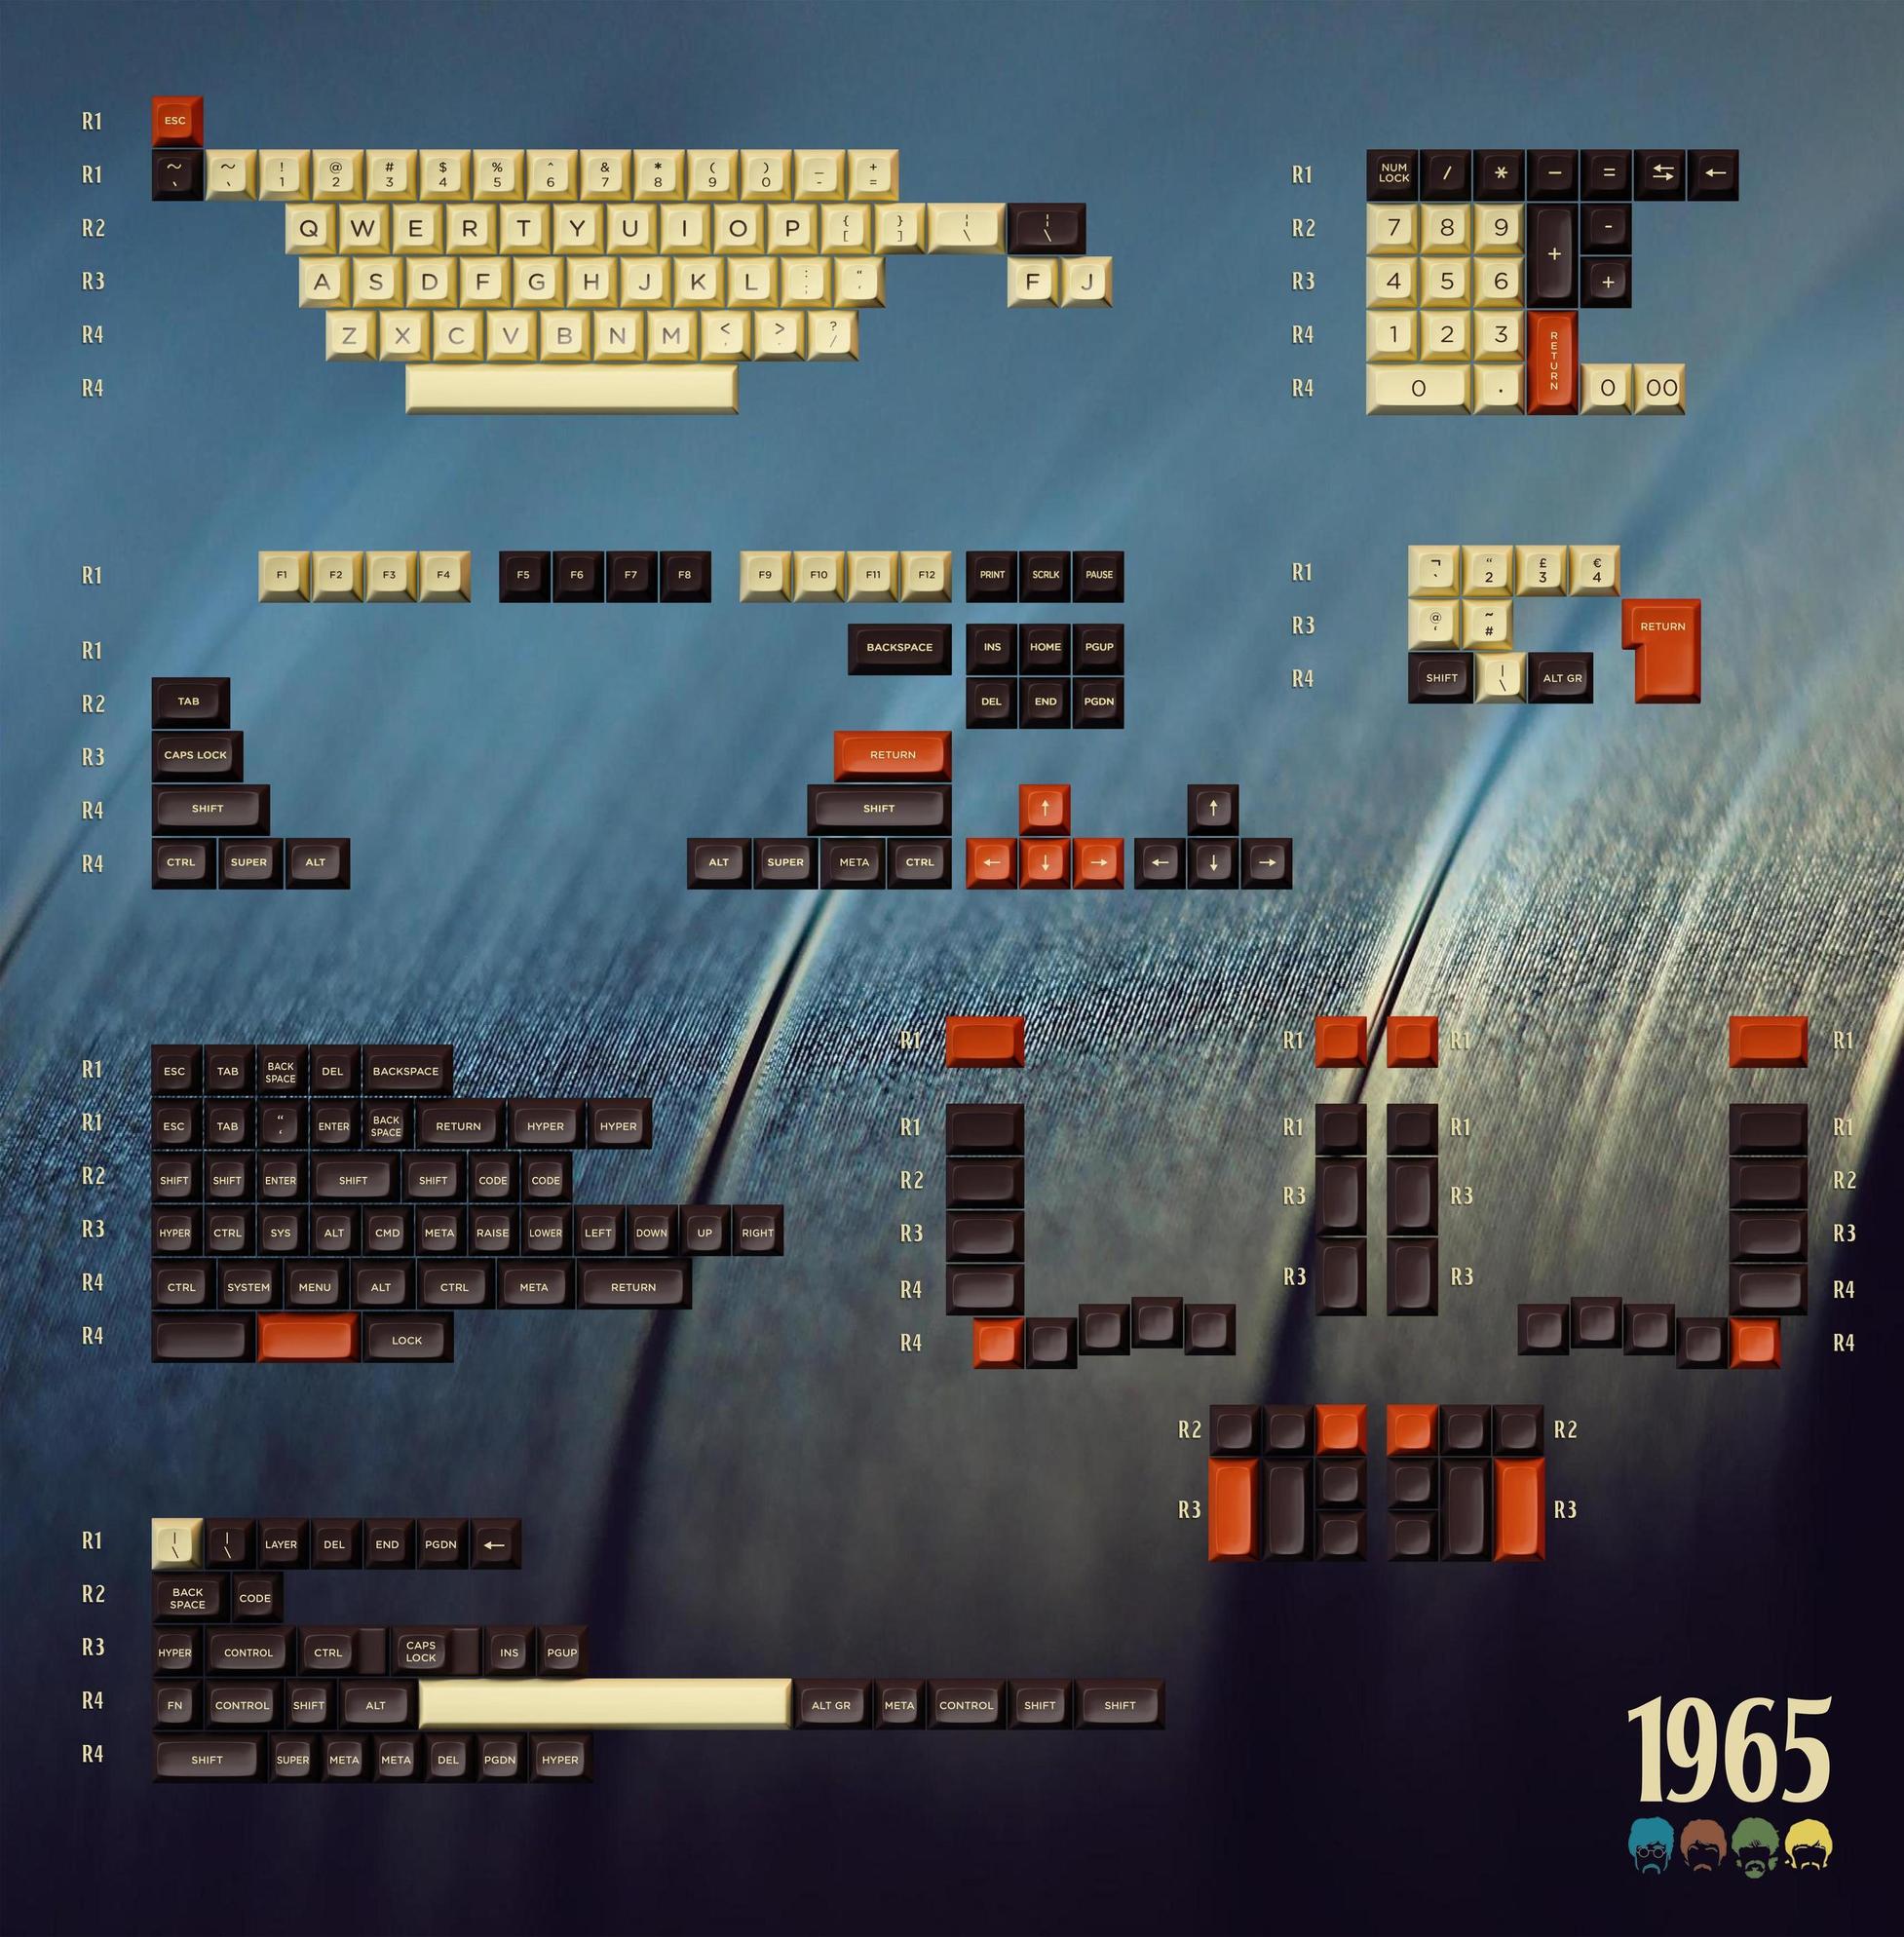 R1 ESC
R1 ~ ` ~ ` ! 1 @ 2 # 3 $ 4 % 5 ^ 6 & 7 * 8 ( 9 ) 0 _ - + =
R2 Q W E R T Y U I O P { [ } ] ¦ \ ¦ \
R3 A S D F G H J K L : ; " ' F J
R4 Z X C V B N M < , > . ? /
R4
R1 NUM LOCK / * − = ⇆ ←
R2 7 8 9 + -
R3 4 5 6 +
R4 1 2 3 RETURN
R4 0 . 0 00
R1 F1 F2 F3 F4 F5 F6 F7 F8 F9 F10 F11 F12 PRINT SCRLK PAUSE
R1 BACKSPACE INS HOME PGUP
R2 TAB DEL END PGDN
R3 CAPS LOCK RETURN
R4 SHIFT SHIFT ↑ ↑
R4 CTRL SUPER ALT ALT SUPER META CTRL ← ↓ → ← ↓ →
R1 ¬ ` “ 2 £ 3 € 4
R3 @ ‘ ~ # RETURN
R4 SHIFT | \ ALT GR
R1 ESC TAB BACK SPACE DEL BACKSPACE
R1 ESC TAB “ ‘ ENTER BACK SPACE RETURN HYPER HYPER
R2 SHIFT SHIFT ENTER SHIFT SHIFT CODE CODE
R3 HYPER CTRL SYS ALT CMD META RAISE LOWER LEFT DOWN UP RIGHT
R4 CTRL SYSTEM MENU ALT CTRL META RETURN
R4 LOCK
R1 R1 R1 R1
R1 R1 R1 R1
R2 R3 R3 R2
R3 R3
R4 R3 R3 R4
R4 R4
R2 R2
R3 R3
R1 | \ | \ LAYER DEL END PGDN ←
R2 BACK SPACE CODE
R3 HYPER CONTROL CTRL CAPS LOCK INS PGUP
R4 FN CONTROL SHIFT ALT ALT GR META CONTROL SHIFT SHIFT
R4 SHIFT SUPER META META DEL PGDN HYPER
1965